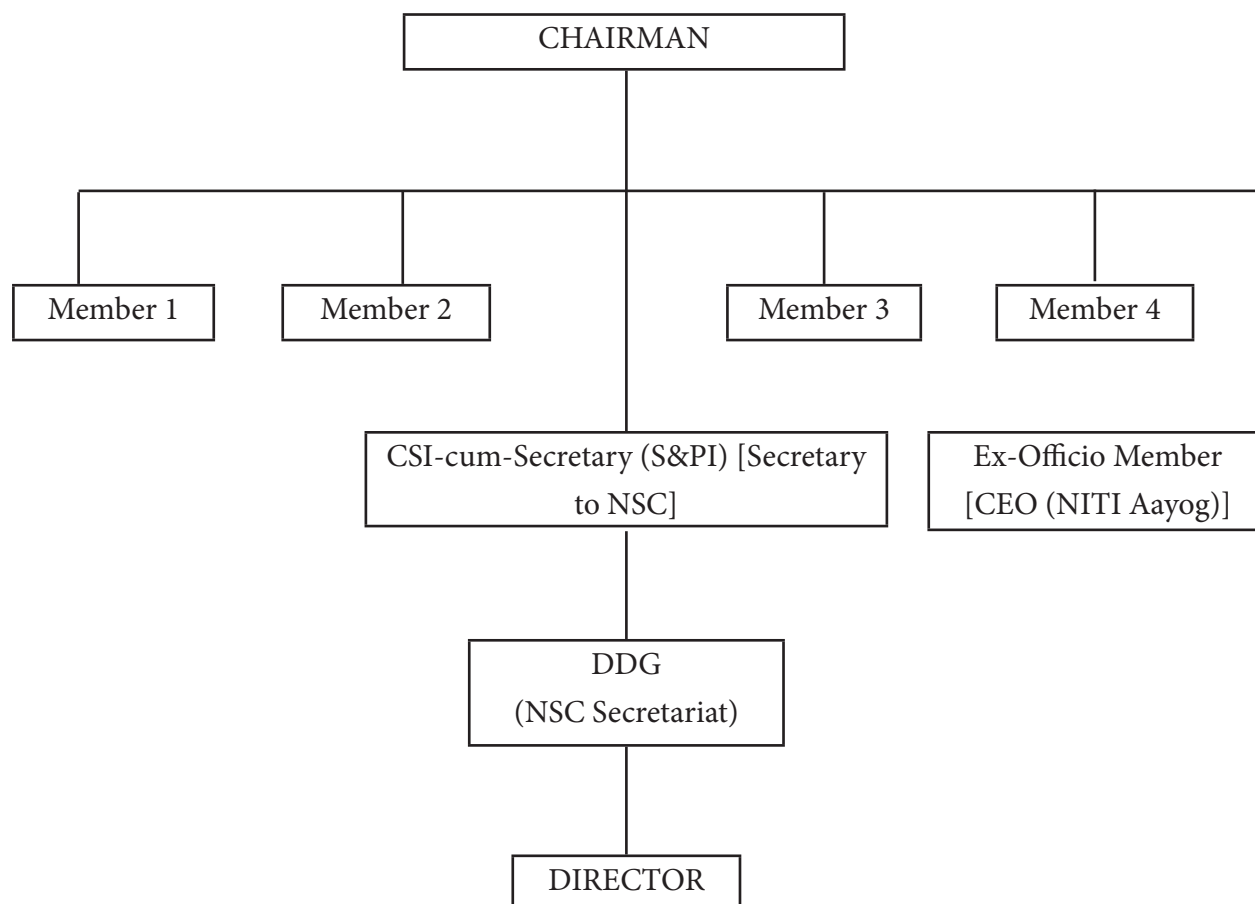 CHAIRMAN
Member 1
Member 2
Member 3
Member 4
CSI-cum-Secretary (S&PI) [Secretary
to NSC]
Ex-Officio Member
[CEO (NITI Aayog)]
DDG
(NSC Secretariat)
DIRECTOR